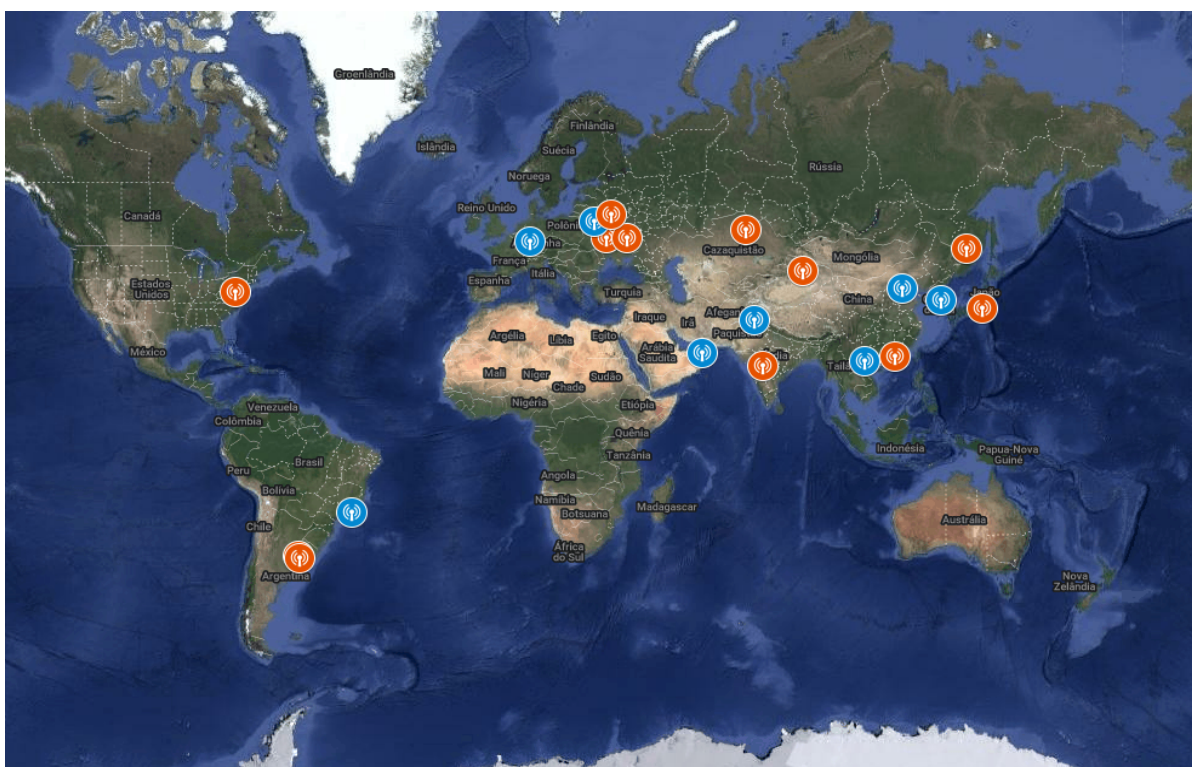 Groenlândia
Islândia
Finlândia
Suécia
Noruega
Rússia
Reino Unido
Canadá
França
Cazaquistão
Mongólia
Itália
Espanha
Estados
Unidos
Turquia
China
Iraque
Irã
Argélia
Líbia
Egito
Arábia
Saudita
México
Mali
Níger
Chade
Sudão
Nigéria
Etiópia
Venezuela
Colômbia
Quênia
Tanzânia
Indonésia
Papua-Nova
Guiné
Peru
Brasil
Bolívia
Angola
Namíbia
Botsuana
Madagascar
Chile
Austrália
África
do Sul
Argentina
Nova
Zelândia